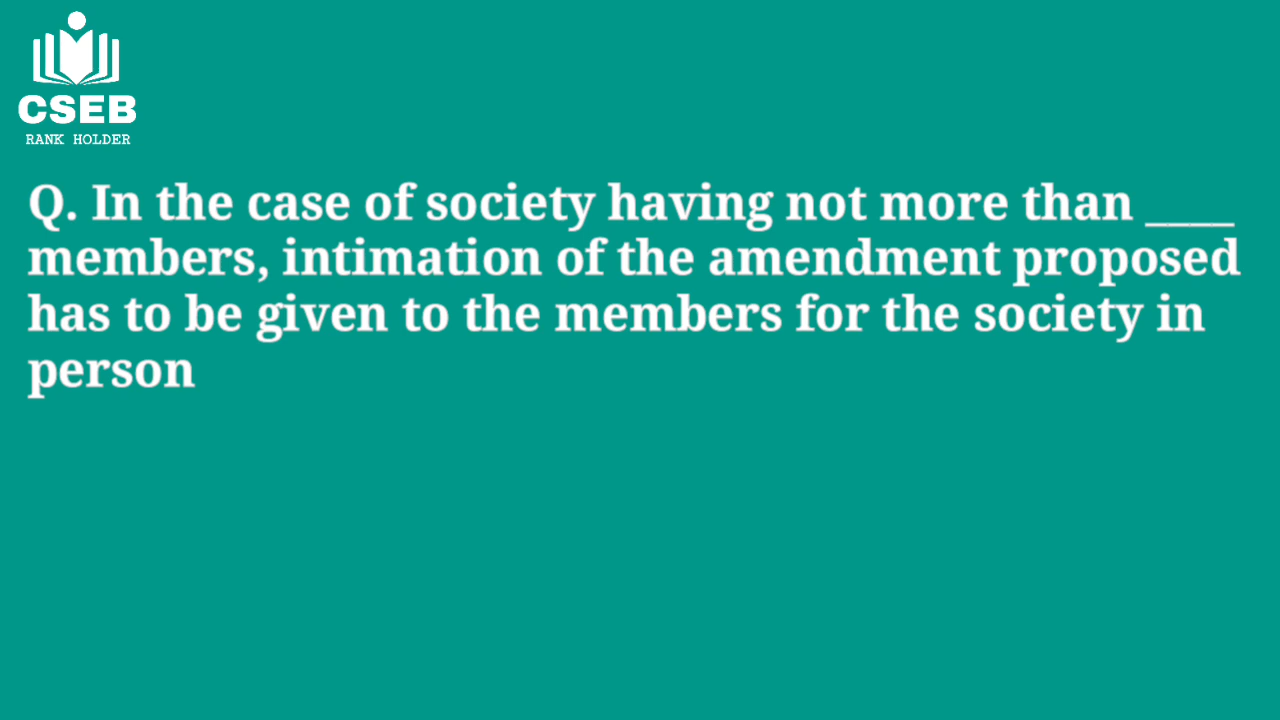 CSEB
RANK HOLDER
Q. In the case of society having not more than ____
members, intimation of the amendment proposed
has to be given to the members for the society in
person